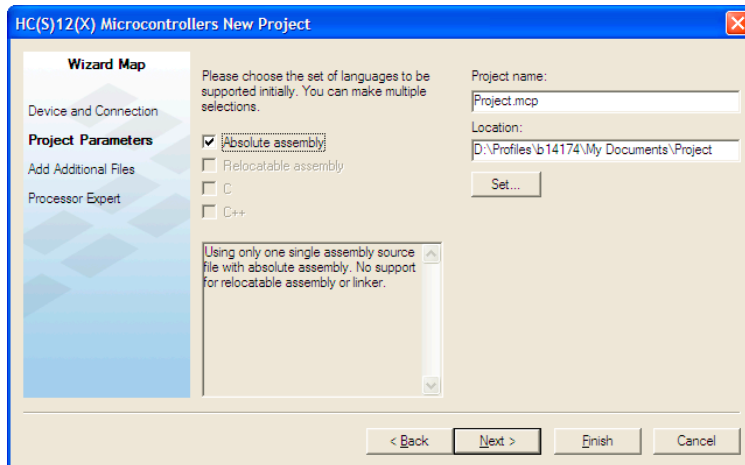 HC(S)12(X) Microcontrollers New Project
Wizard Map
Device and Connection
Project Parameters
Add Additional Files
Processor Expert
Please choose the set of languages to be
supported initially. You can make multiple
selections.
Absolute assembly
Relocatable assembly
C
C++
Using only one single assembly source
file with absolute assembly. No support
for relocatable assembly or linker.
Project name:
Project.mcp
Location:
D:\Profiles\b14174\My Documents\Project
Set...
< Back
Next >
Finish
Cancel